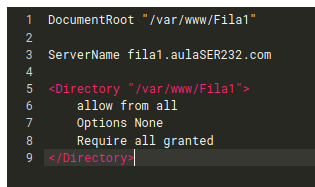 1 DocumentRoot "/var/www/Fila1"
2
3 ServerName fila1.aulaSER232.com
4
5 <Directory "/var/www/Fila1">
6     allow from all
7     Options None
8     Require all granted
9 </Directory>